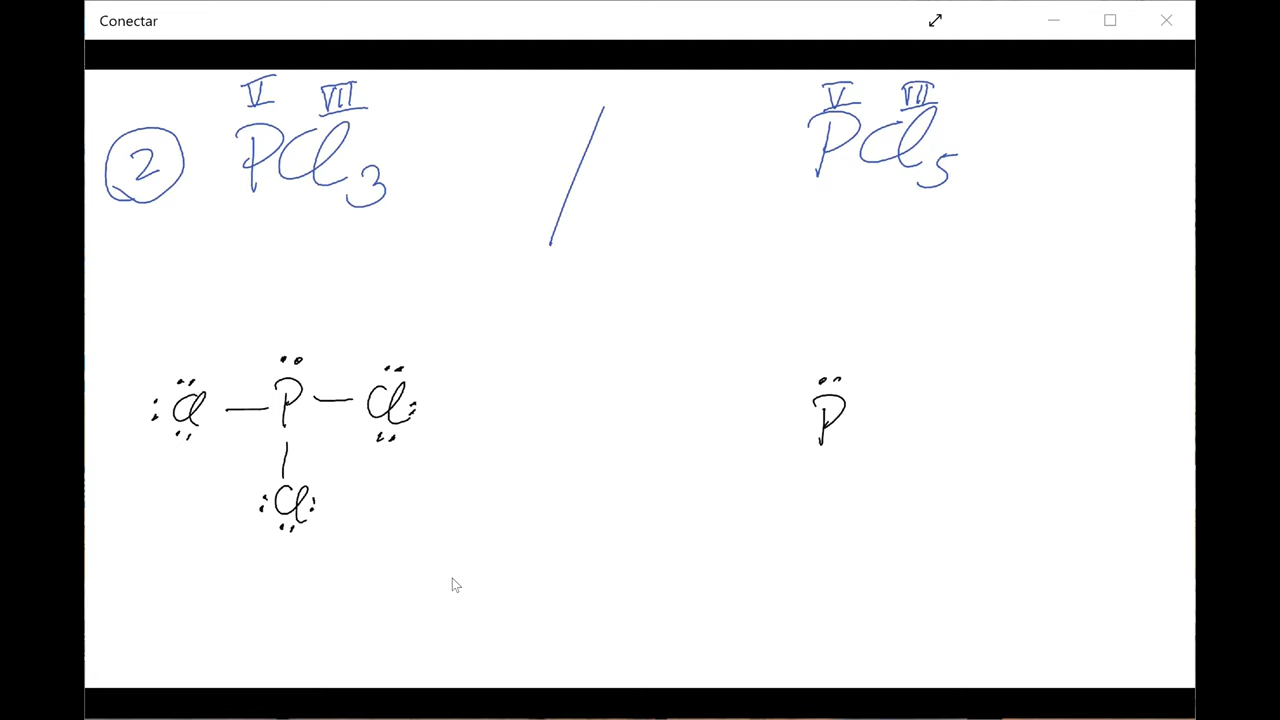 Conectar
V VII / V VII
② PCl₃ / PCl₅
Cl — P — Cl P
Cl